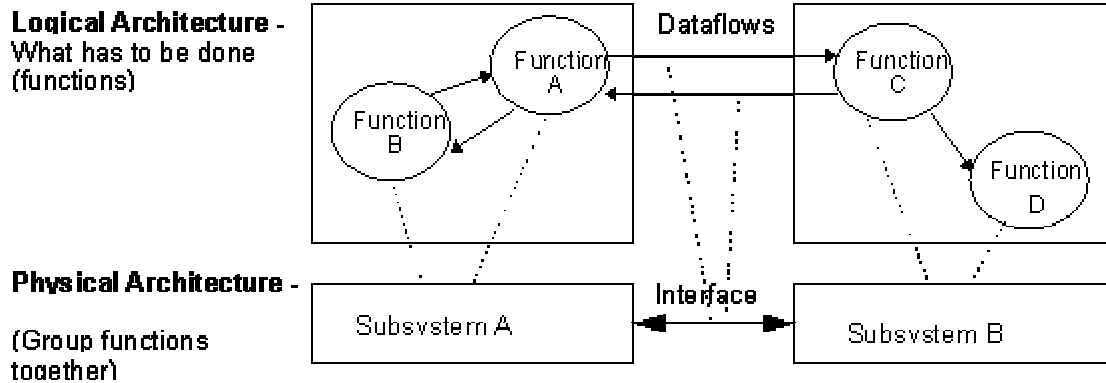 Logical Architecture -
What has to be done
(functions)
Dataflows
Function
A
Function
B
Function
C
Function
D
Physical Architecture -
(Group functions
together)
Subsystem A
Interface
Subsystem B